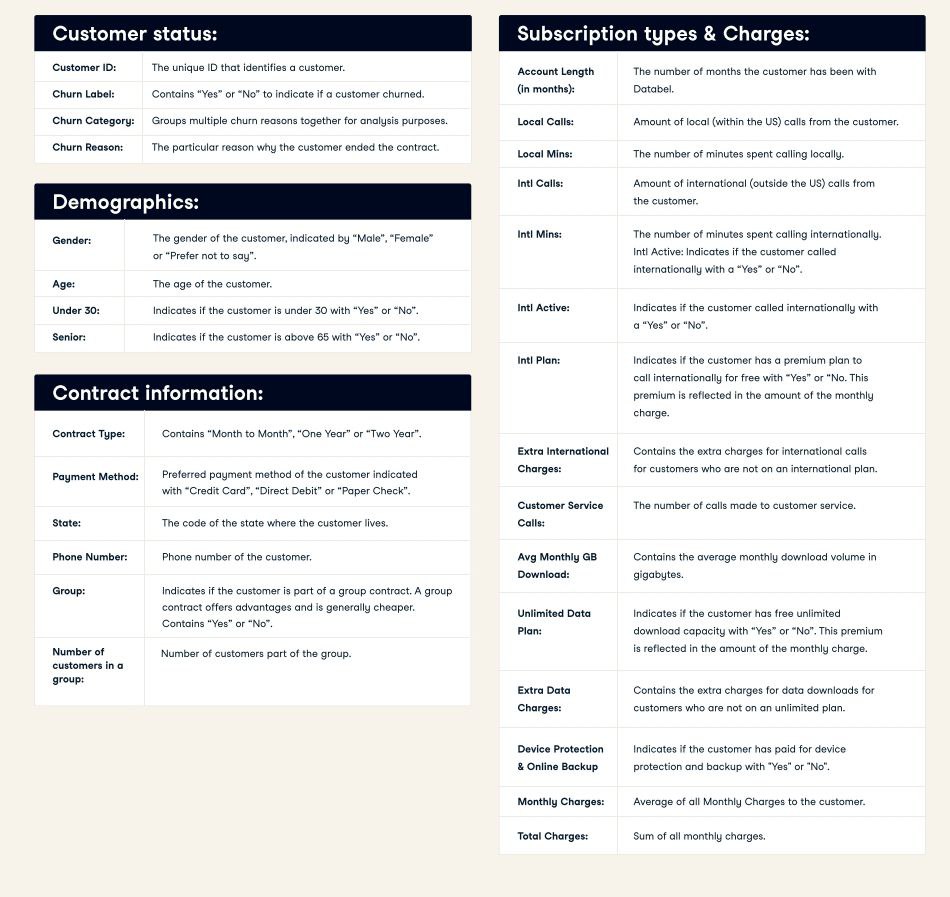 Customer status:
Customer ID: The unique ID that identifies a customer.
Churn Label: Contains “Yes” or “No” to indicate if a customer churned.
Churn Category: Groups multiple churn reasons together for analysis purposes.
Churn Reason: The particular reason why the customer ended the contract.
Demographics:
Gender: The gender of the customer, indicated by “Male”, “Female”
or “Prefer not to say”.
Age: The age of the customer.
Under 30: Indicates if the customer is under 30 with “Yes” or “No”.
Senior: Indicates if the customer is above 65 with “Yes” or “No”.
Contract information:
Contract Type: Contains “Month to Month”, “One Year” or “Two Year”.
Payment Method: Preferred payment method of the customer indicated
with “Credit Card”, “Direct Debit” or “Paper Check”.
State: The code of the state where the customer lives.
Phone Number: Phone number of the customer.
Group: Indicates if the customer is part of a group contract. A group
contract offers advantages and is generally cheaper.
Contains “Yes” or “No”.
Number of Number of customers part of the group.
customers in a
group:
Subscription types & Charges:
Account Length The number of months the customer has been with
(in months): Databel.
Local Calls: Amount of local (within the US) calls from the customer.
Local Mins: The number of minutes spent calling locally.
Intl Calls: Amount of international (outside the US) calls from
the customer.
Intl Mins: The number of minutes spent calling internationally.
Intl Active: Indicates if the customer called
internationally with a “Yes” or “No”.
Intl Active: Indicates if the customer called internationally with
a “Yes” or “No”.
Intl Plan: Indicates if the customer has a premium plan to
call internationally for free with “Yes” or “No. This
premium is reflected in the amount of the monthly
charge.
Extra International Contains the extra charges for international calls
Charges: for customers who are not on an international plan.
Customer Service The number of calls made to customer service.
Calls:
Avg Monthly GB Contains the average monthly download volume in
Download: gigabytes.
Unlimited Data Indicates if the customer has free unlimited
Plan: download capacity with “Yes” or “No”. This premium
is reflected in the amount of the monthly charge.
Extra Data Contains the extra charges for data downloads for
Charges: customers who are not on an unlimited plan.
Device Protection Indicates if the customer has paid for device
& Online Backup protection and backup with "Yes" or "No".
Monthly Charges: Average of all Monthly Charges to the customer.
Total Charges: Sum of all monthly charges.